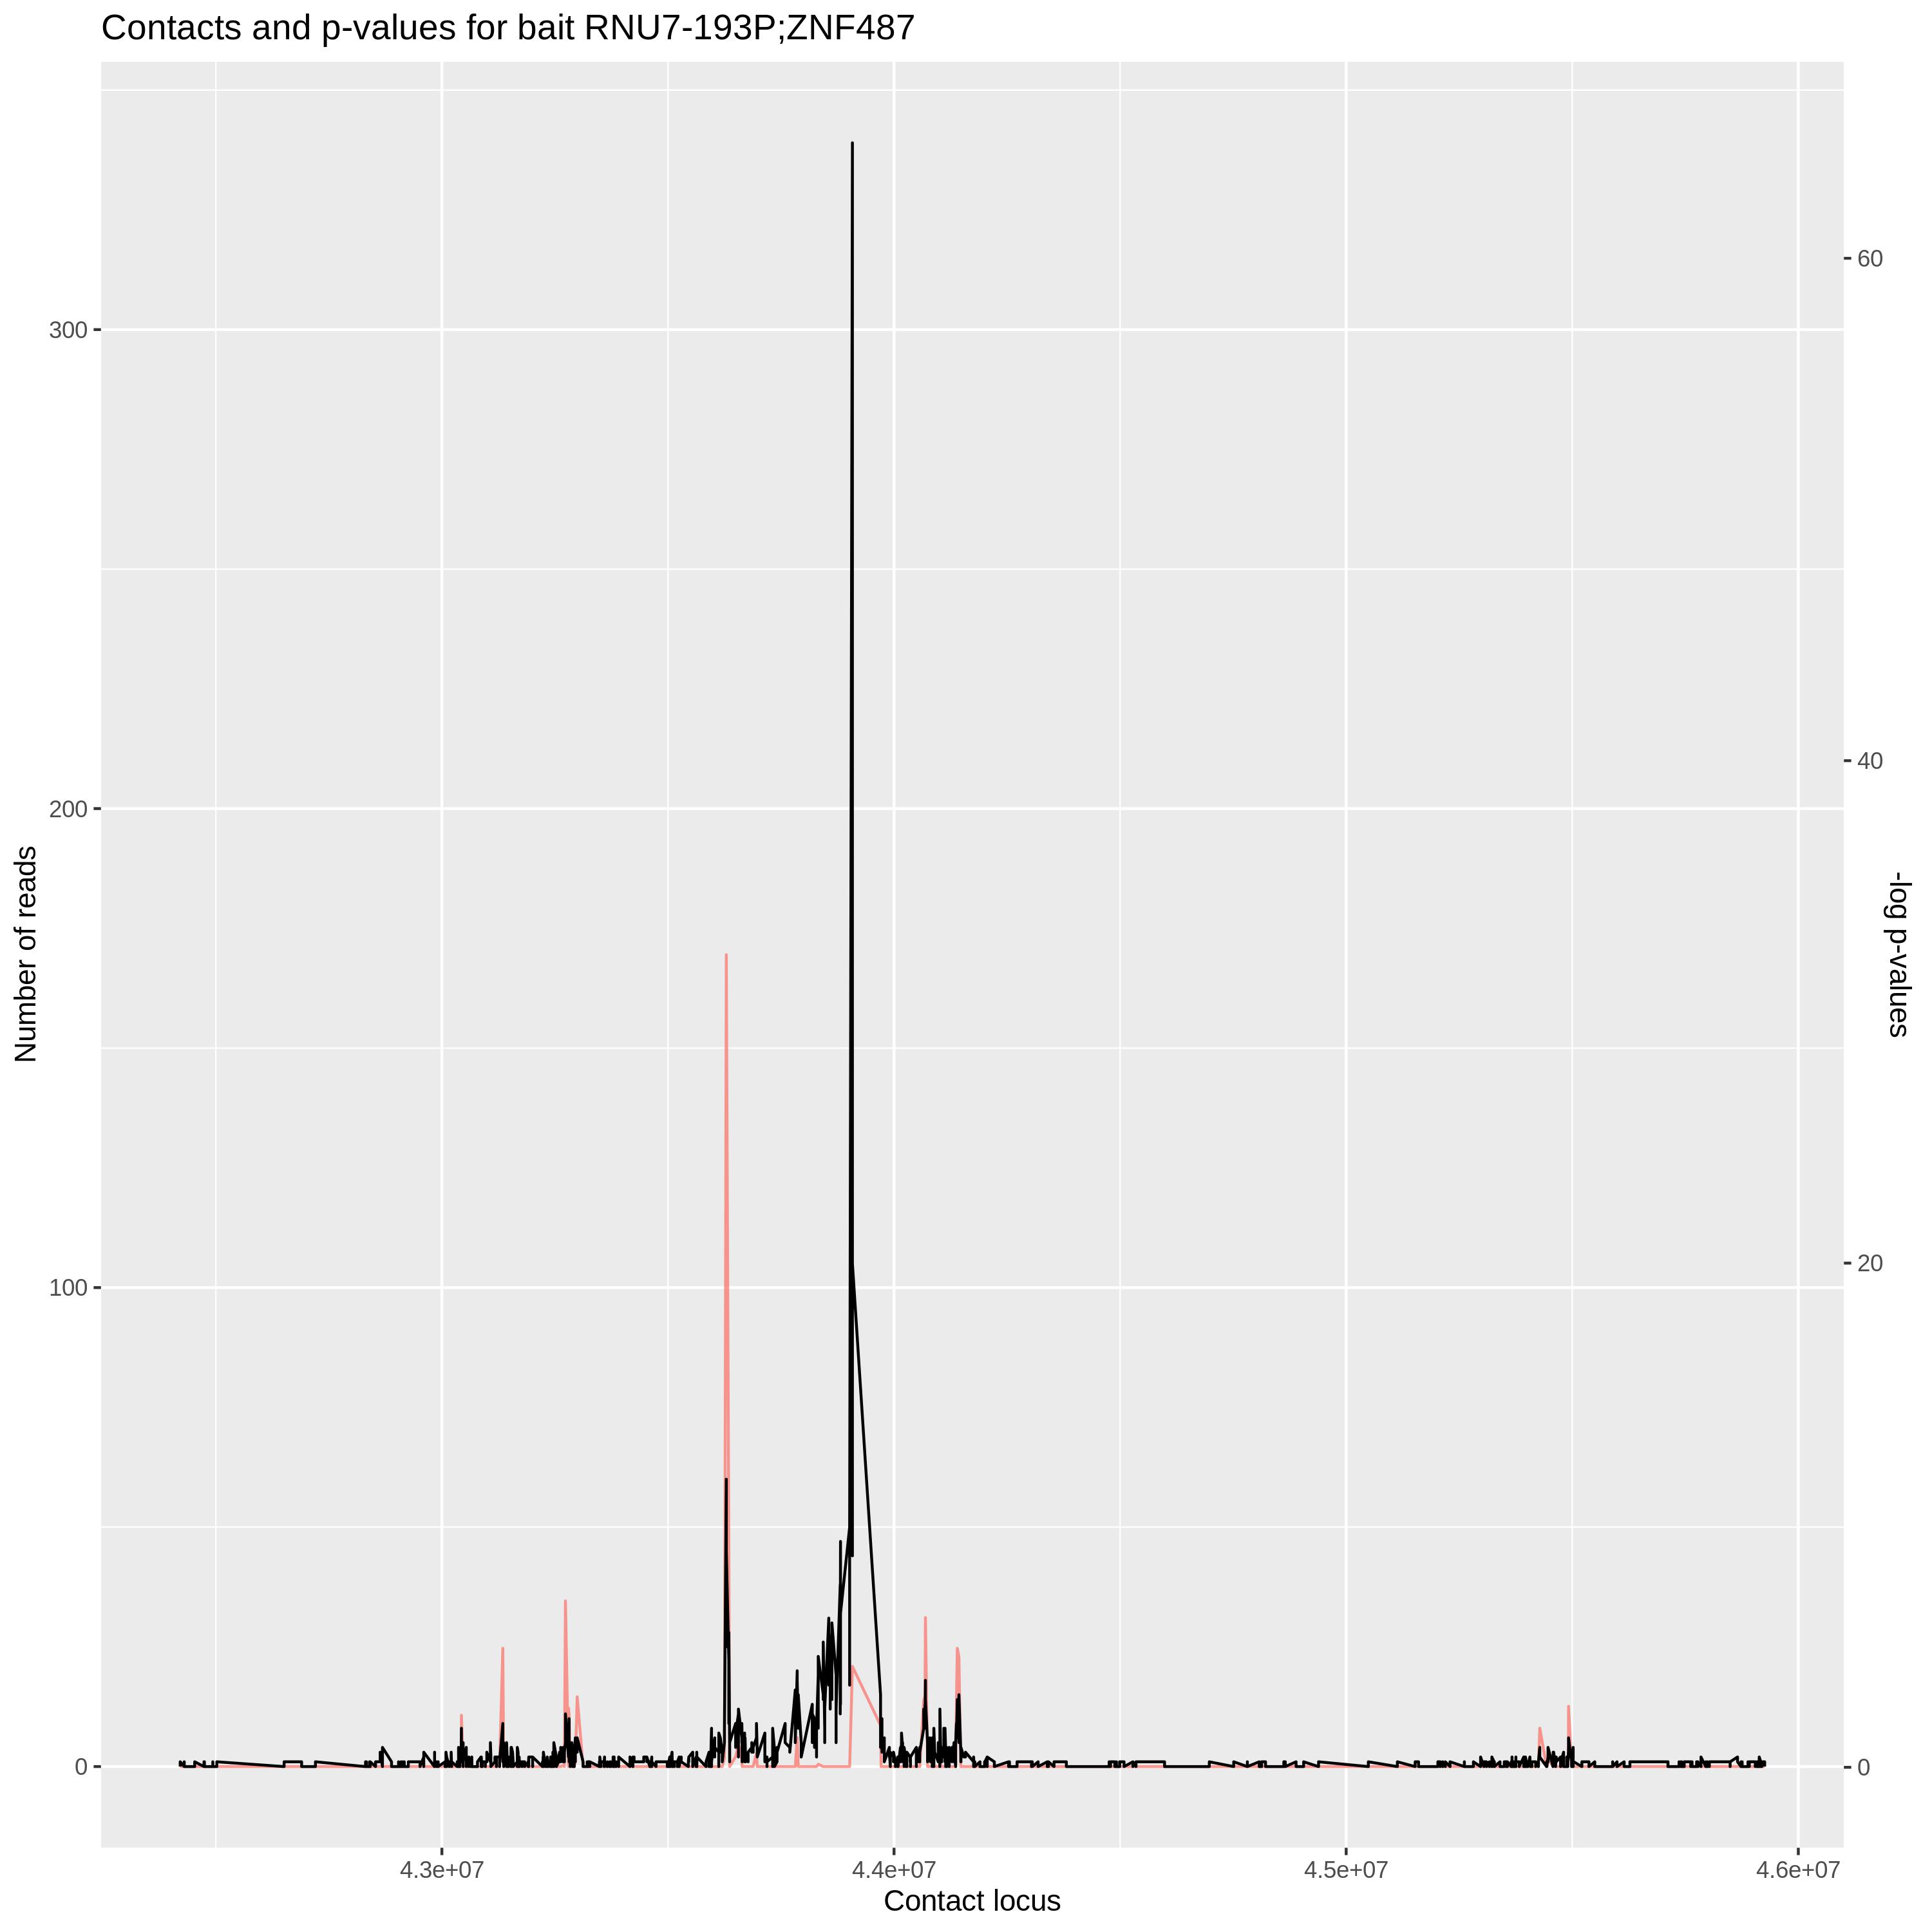 Contacts and p-values for bait RNU7-193P;ZNF487
300
200
100
0
Number of reads
60
40
20
0
-log p-values
4.3e+07
4.4e+07
4.5e+07
4.6e+07
Contact locus